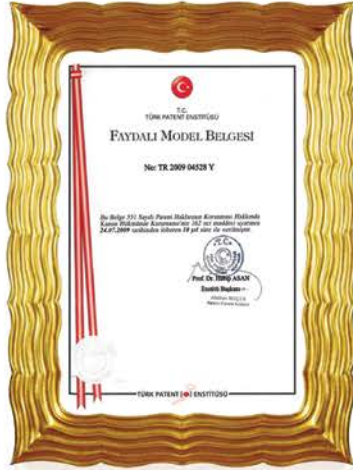 T.C.
TÜRK PATENT ENSTİTÜSÜ
FAYDALI MODEL BELGESİ
No: TR 2009 04528 Y
Bu Belge 551 Sayılı Patent Haklarının Korunması Hakkında
Kanun Hükmünde Kararname'nin 162 nci maddesi uyarınca
24.07.2009 tarihinden itibaren 10 yıl süre ile verilmiştir.
T.C.
Prof. Dr. Habip ASAN
Enstitü Başkanı
TÜRK PATENT ENSTİTÜSÜ